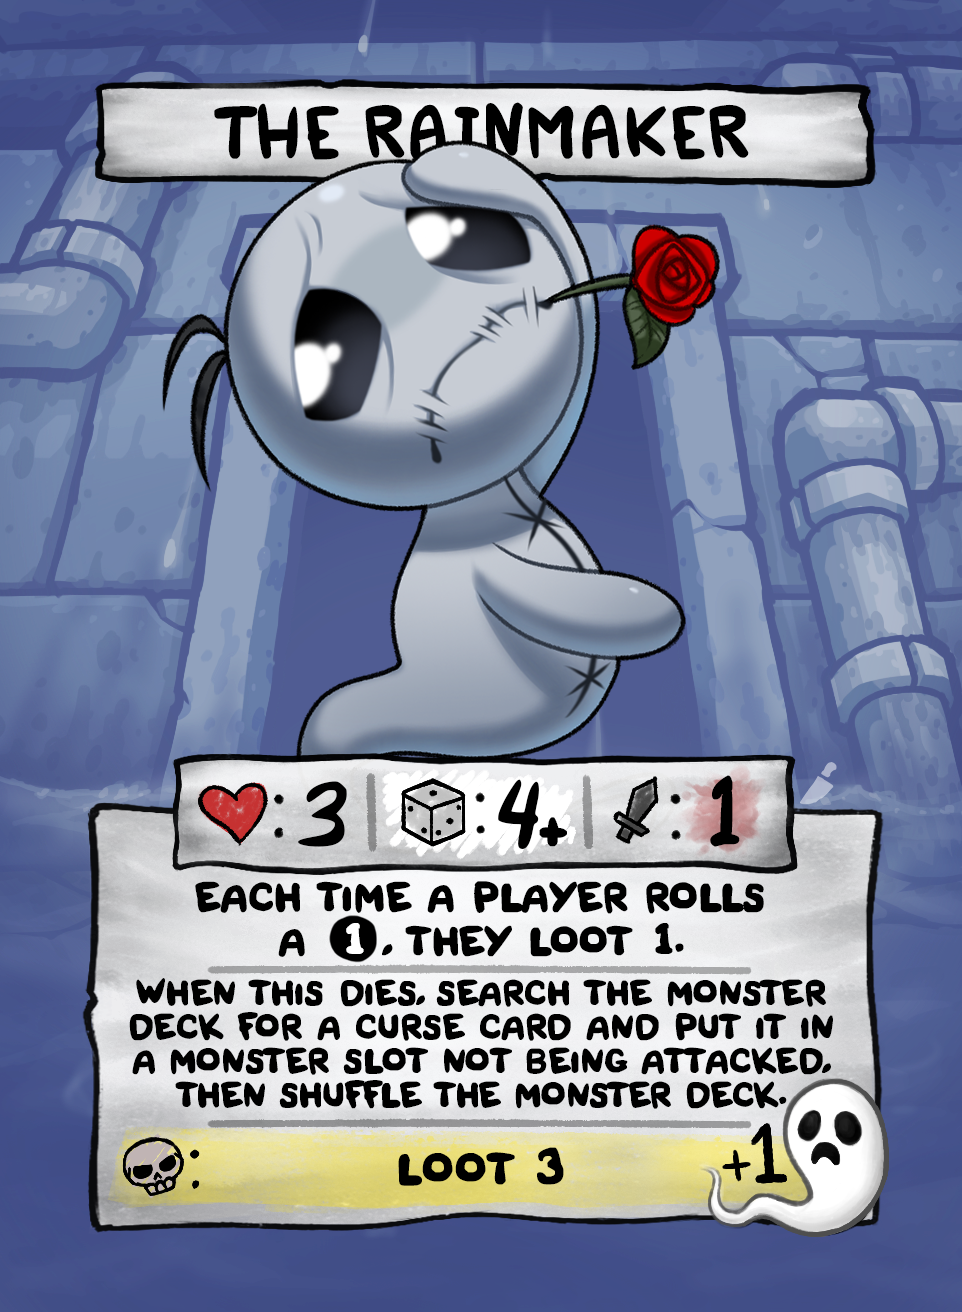 THE RAINMAKER
: 3 : 4+ : 1
EACH TIME A PLAYER ROLLS
A 1, THEY LOOT 1.
WHEN THIS DIES, SEARCH THE MONSTER
DECK FOR A CURSE CARD AND PUT IT IN
A MONSTER SLOT NOT BEING ATTACKED,
THEN SHUFFLE THE MONSTER DECK.
: LOOT 3 +1